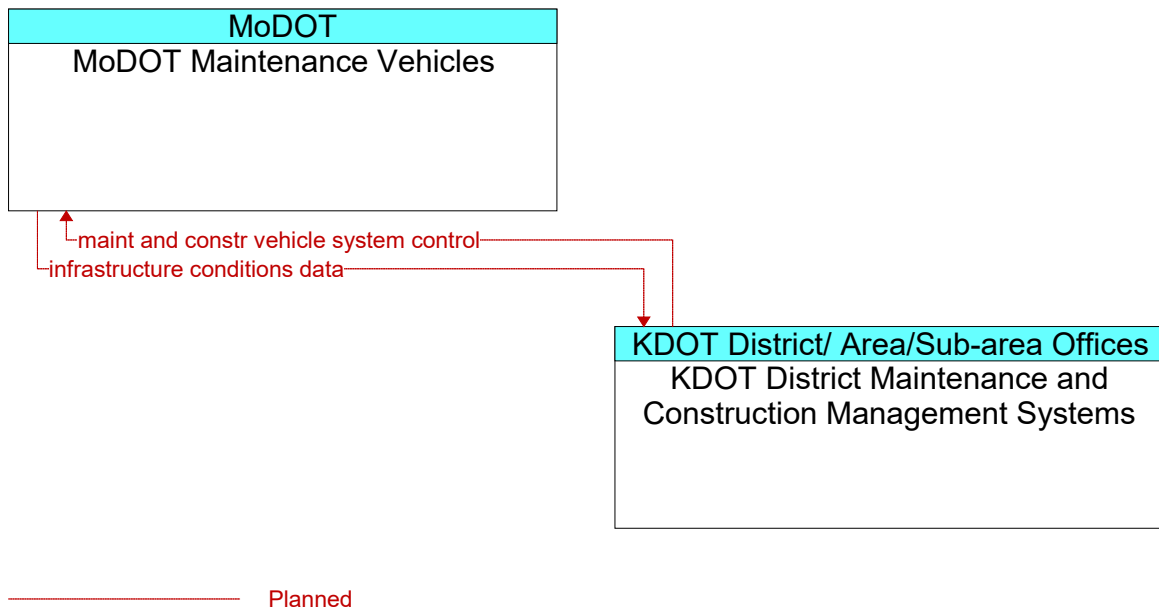 MoDOT
MoDOT Maintenance Vehicles
maint and constr vehicle system control
infrastructure conditions data
KDOT District/ Area/Sub-area Offices
KDOT District Maintenance and
Construction Management Systems
Planned